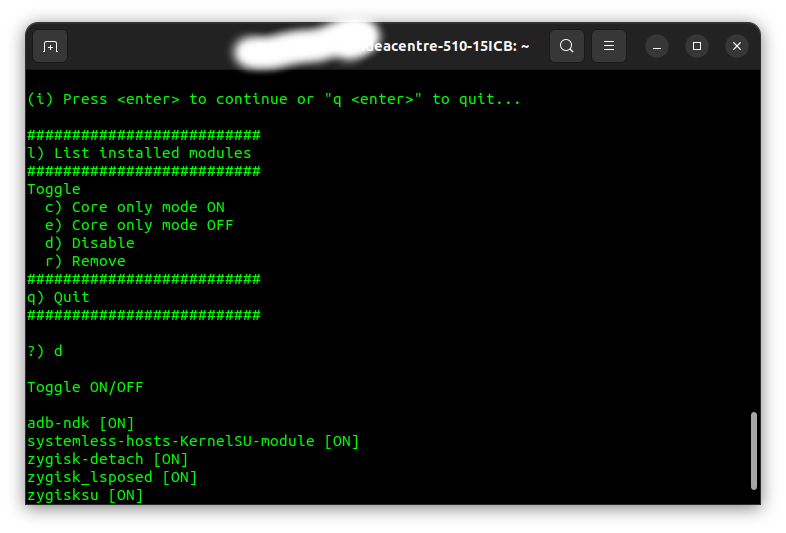 deacentre-510-15ICB: ~
(i) Press <enter> to continue or "q <enter>" to quit...
##########################
l) List installed modules
##########################
Toggle
c) Core only mode ON
e) Core only mode OFF
d) Disable
r) Remove
##########################
q) Quit
##########################
?) d
Toggle ON/OFF
adb-ndk [ON]
systemless-hosts-KernelSU-module [ON]
zygisk-detach [ON]
zygisk_lsposed [ON]
zygisksu [ON]